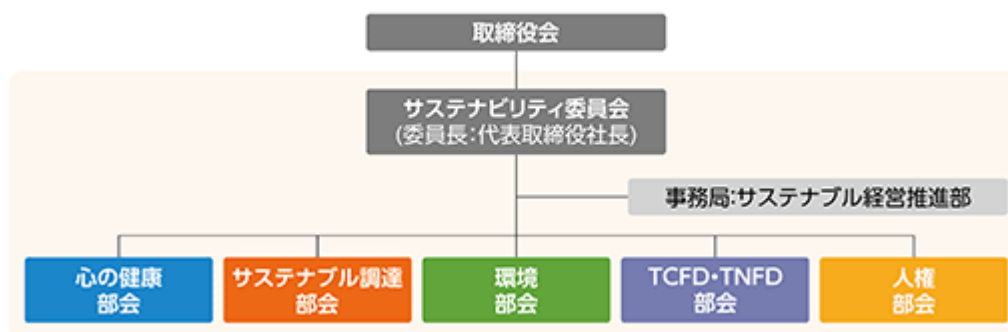 取締役会
サステナビリティ委員会
(委員長:代表取締役社長)
事務局:サステナブル経営推進部
心の健康
部会
サステナブル調達
部会
環境
部会
TCFD・TNFD
部会
人権
部会